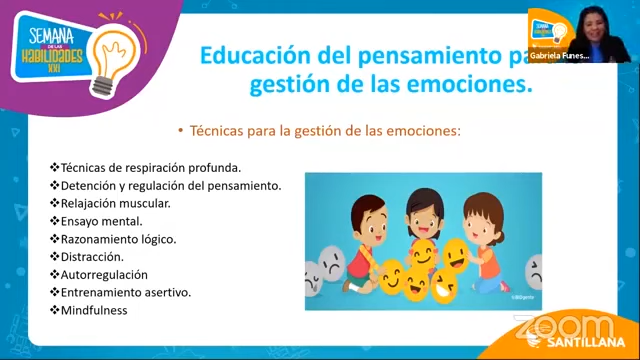 SEMANA
DE LAS
HABILIDADES
XXI
Educación del pensamiento pa
gestión de las emociones.
Gabriela Funes...
• Técnicas para la gestión de las emociones:
❖Técnicas de respiración profunda.
❖Detención y regulación del pensamiento.
❖Relajación muscular.
❖Ensayo mental.
❖Razonamiento lógico.
❖Distracción.
❖Autorregulación
❖Entrenamiento asertivo.
❖Mindfulness
zoom
SANTILLANA